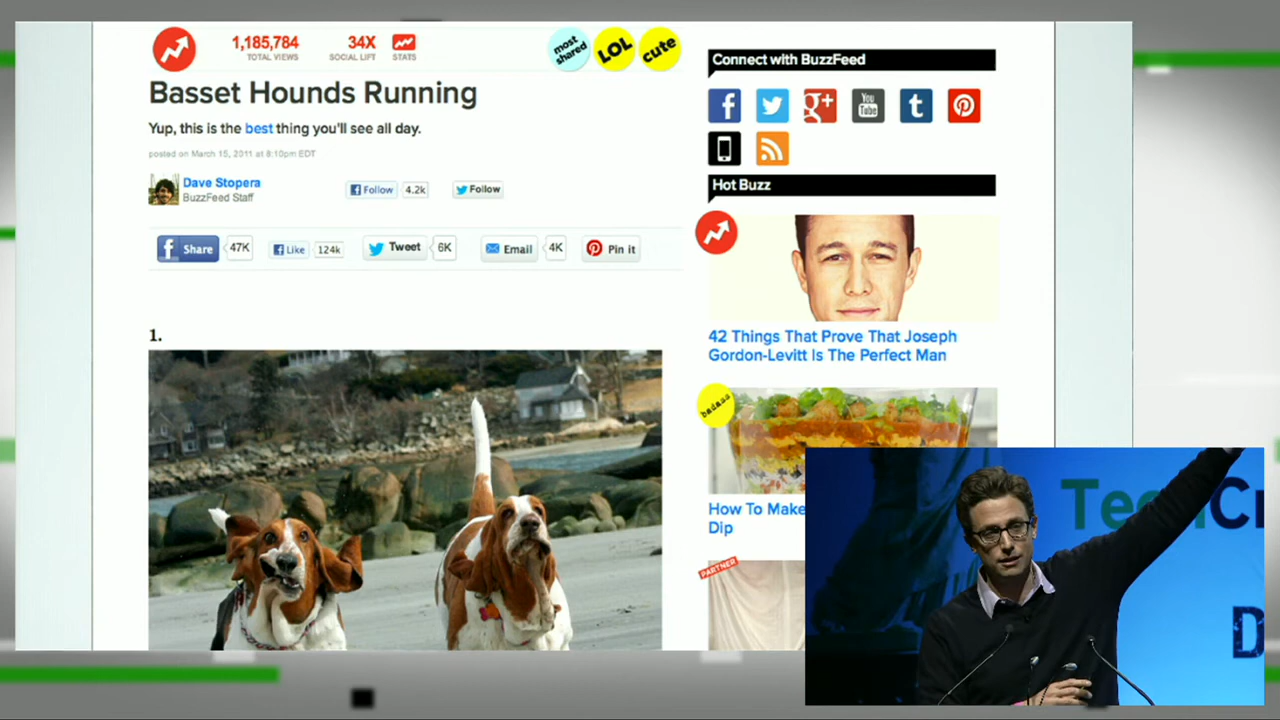 1,185,784
TOTAL VIEWS
34X
SOCIAL LIFT
STATS
most shared
LOL
cute
Basset Hounds Running
Yup, this is the best thing you'll see all day.
posted on March 15, 2011 at 8:10pm EDT
Dave Stopera
BuzzFeed Staff
Follow 4.2k
Follow
Share 47K
Like 124k
Tweet 6K
Email 4K
Pin it
1.
Connect with BuzzFeed
f
g+
You Tube
t
Hot Buzz
42 Things That Prove That Joseph
Gordon-Levitt Is The Perfect Man
badass
How To Make
Dip
PARTNER